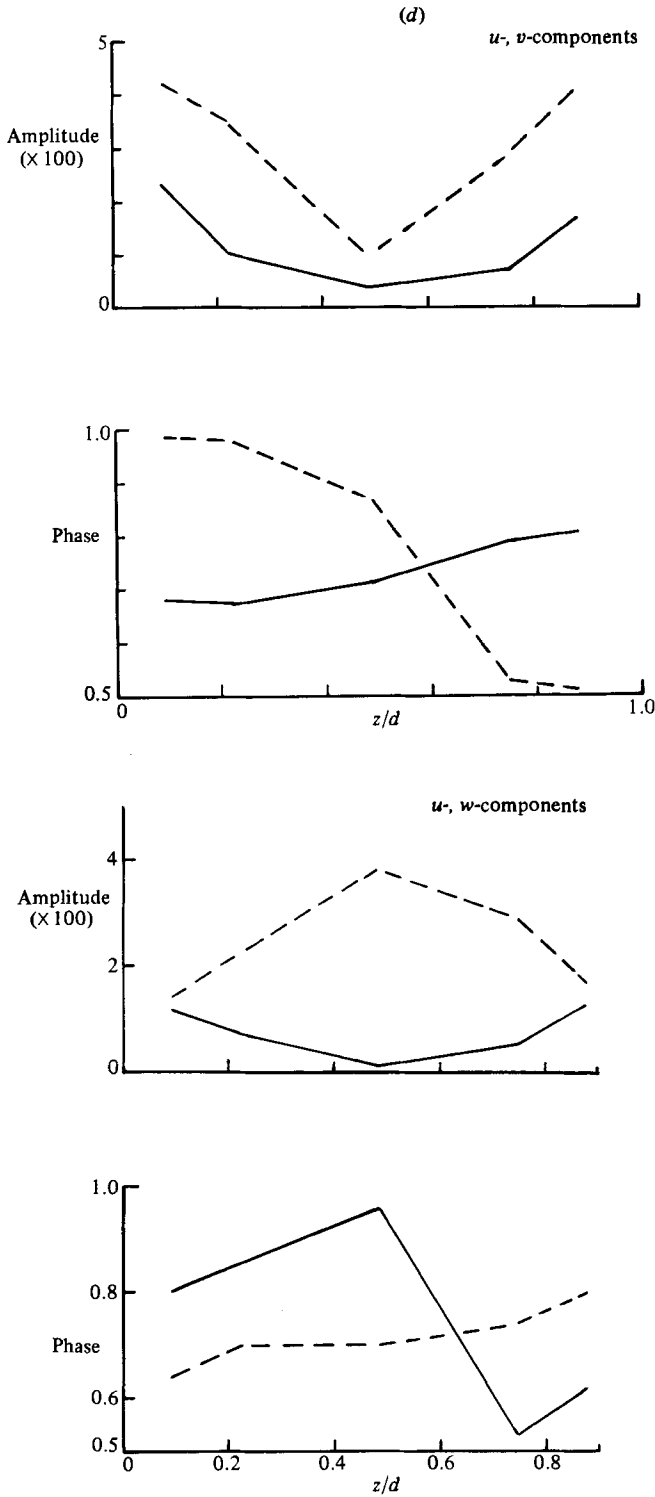 (d)
u-, v-components
5
Amplitude
(× 100)
0
1.0
Phase
0.5
0
1.0
z/d
u-, w-components
4
Amplitude
(× 100)
2
0
1.0
0.8
Phase
0.6
0.5
0
0.2
0.4
0.6
0.8
z/d